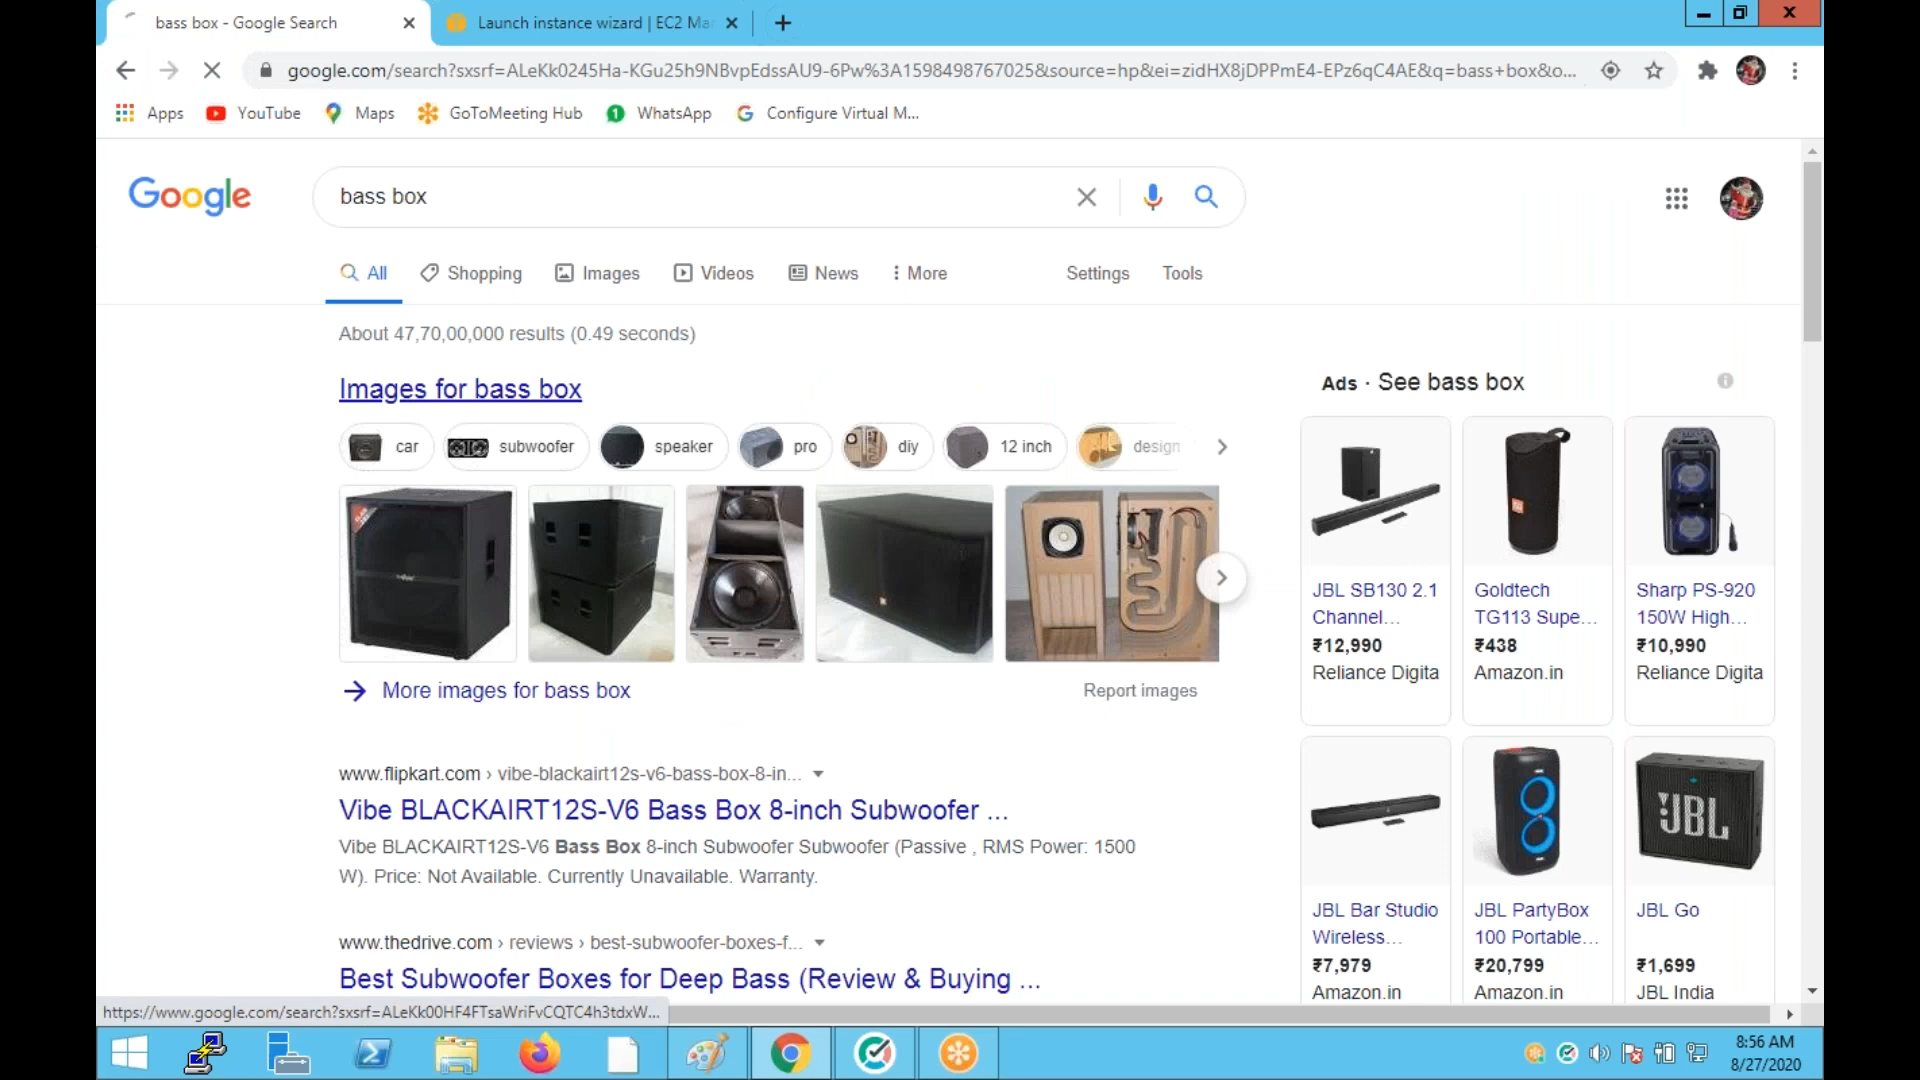 bass box - Google Search
Launch instance wizard | EC2 Ma
google.com/search?sxsrf=ALeKk0245Ha-KGu25h9NBvpEdssAU9-6Pw%3A1598498767025&source=hp&ei=zidHX8jDPPmE4-EPz6qC4AE&q=bass+box&o...
Apps
YouTube
Maps
GoToMeeting Hub
WhatsApp
Configure Virtual M...
Google
bass box
All
Shopping
Images
Videos
News
More
Settings
Tools
About 47,70,00,000 results (0.49 seconds)
Images for bass box
car
subwoofer
speaker
pro
diy
12 inch
design
More images for bass box
Report images
www.flipkart.com › vibe-blackairt12s-v6-bass-box-8-in...
Vibe BLACKAIRT12S-V6 Bass Box 8-inch Subwoofer ...
Vibe BLACKAIRT12S-V6 Bass Box 8-inch Subwoofer Subwoofer (Passive , RMS Power: 1500
W). Price: Not Available. Currently Unavailable. Warranty.
www.thedrive.com › reviews › best-subwoofer-boxes-f...
Best Subwoofer Boxes for Deep Bass (Review & Buying ...
Ads · See bass box
JBL SB130 2.1
Channel...
₹12,990
Reliance Digita
Goldtech
TG113 Supe...
₹438
Amazon.in
Sharp PS-920
150W High...
₹10,990
Reliance Digita
JBL
JBL Bar Studio
Wireless...
₹7,979
Amazon.in
JBL PartyBox
100 Portable...
₹20,799
Amazon.in
JBL Go
₹1,699
JBL India
https://www.google.com/search?sxsrf=ALeKk00HF4FTsaWriFvCQTC4h3tdxW...
8:56 AM
8/27/2020